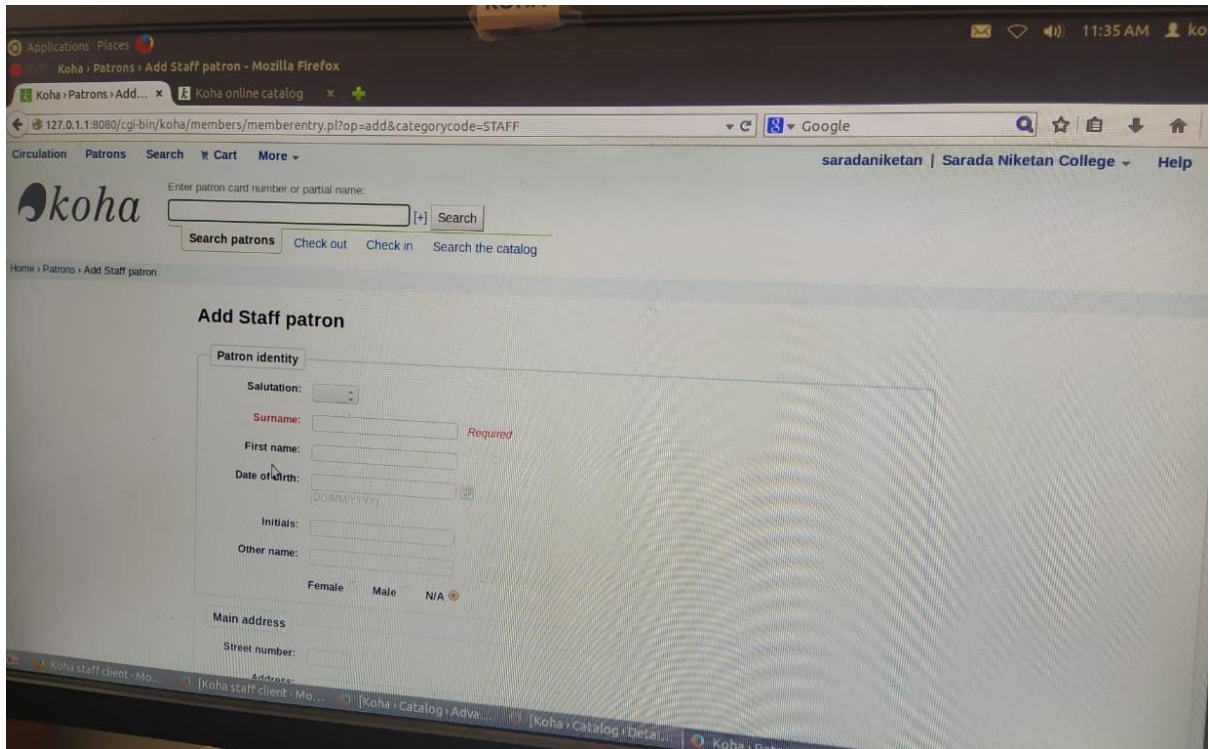 KOHA
Applications Places
11:35 AM
Koha › Patrons › Add Staff patron - Mozilla Firefox
Koha › Patrons › Add... ×
Koha online catalog ×
127.0.1.1:8080/cgi-bin/koha/members/memberentry.pl?op=add&categorycode=STAFF
Google
Circulation Patrons Search Cart More
saradaniketan | Sarada Niketan College Help
koha
Enter patron card number or partial name:
[+] Search
Search patrons Check out Check in Search the catalog
Home › Patrons › Add Staff patron
Add Staff patron
Patron identity
Salutation:
Surname: Required
First name:
Date of birth:
(DD/MM/YYYY)
Initials:
Other name:
Female Male N/A
Main address
Street number:
Address:
Koha staff client - Mo...
[Koha staff client - Mo...
[Koha › Catalog › Adva...
[Koha › Catalog › Detai...